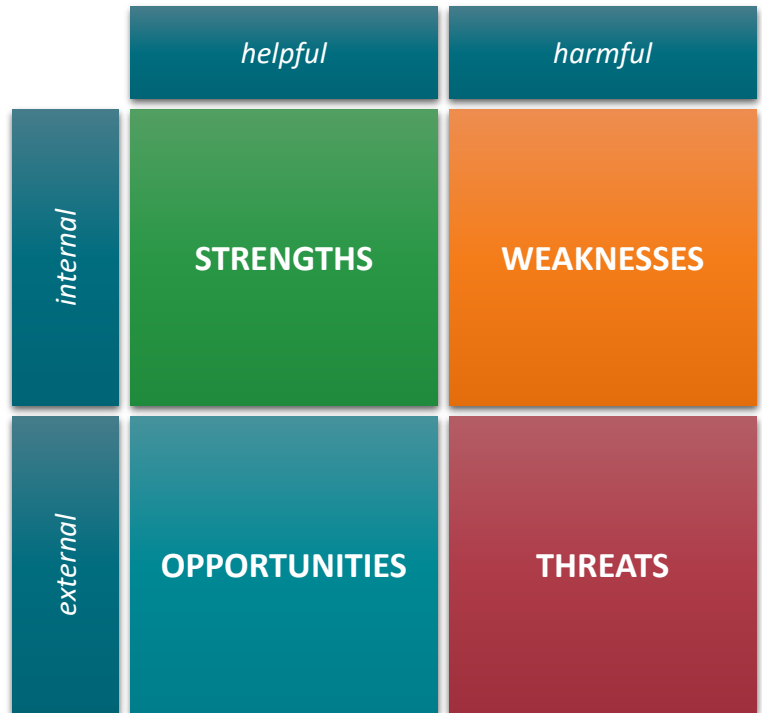 helpful
harmful
internal
STRENGTHS
WEAKNESSES
external
OPPORTUNITIES
THREATS